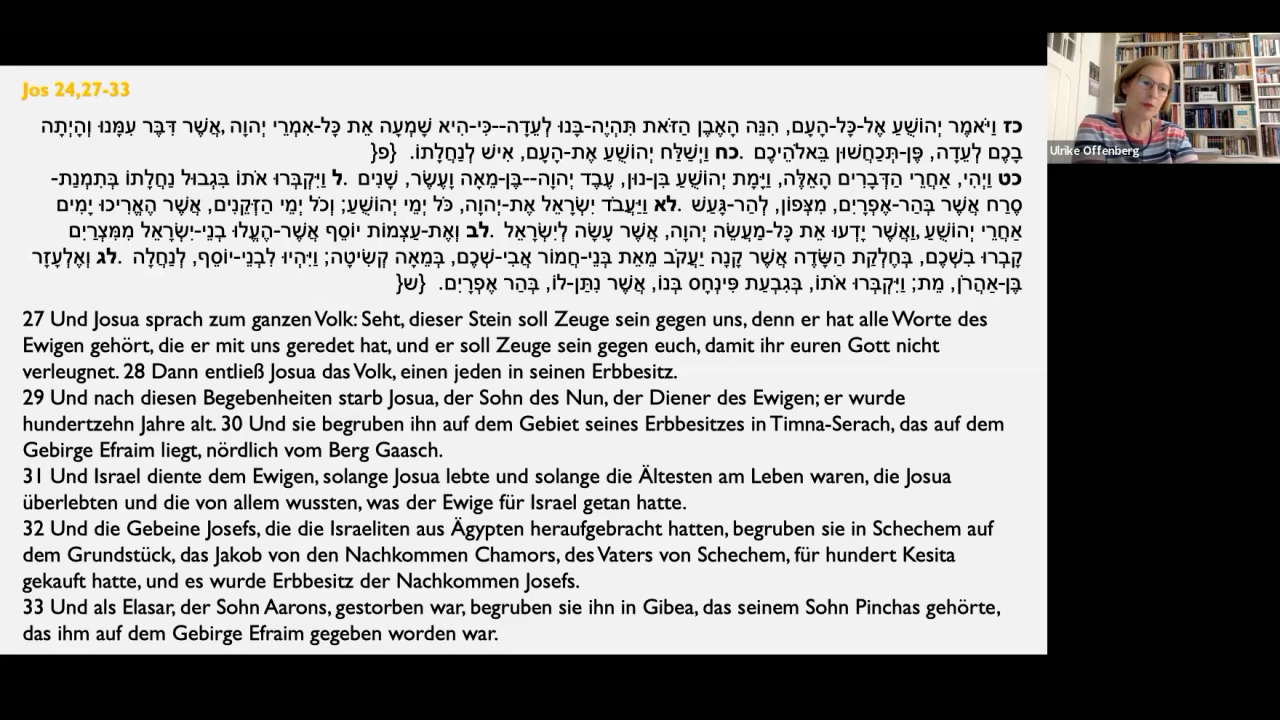 Jos 24,27-33
כז וַיֹּאמֶר יְהוֹשֻׁעַ אֶל-כָּל-הָעָם, הִנֵּה הָאֶבֶן הַזֹּאת תִּהְיֶה-בָּנוּ לְעֵדָה--כִּי-הִיא שָׁמְעָה אֵת כָּל-אִמְרֵי יְהוָה ,אֲשֶׁר דִּבֶּר עִמָּנוּ וְהָיְתָה
בָכֶם לְעֵדָה, פֶּן-תְּכַחֲשׁוּן בֵּאלֹהֵיכֶם .כח וַיְשַׁלַּח יְהוֹשֻׁעַ אֶת-הָעָם, אִישׁ לְנַחֲלָתוֹ. {פ}
כט וַיְהִי, אַחֲרֵי הַדְּבָרִים הָאֵלֶּה, וַיָּמָת יְהוֹשֻׁעַ בִּן-נוּן, עֶבֶד יְהוָה--בֶּן-מֵאָה וָעֶשֶׂר, שָׁנִים .ל וַיִּקְבְּרוּ אֹתוֹ בִּגְבוּל נַחֲלָתוֹ בְּתִמְנַת-
סֶרַח אֲשֶׁר בְּהַר-אֶפְרָיִם, מִצְּפוֹן, לְהַר-גָּעַשׁ .לא וַיַּעֲבֹד יִשְׂרָאֵל אֶת-יְהוָה, כֹּל יְמֵי יְהוֹשֻׁעַ; וְכֹל יְמֵי הַזְּקֵנִים, אֲשֶׁר הֶאֱרִיכוּ יָמִים
אַחֲרֵי יְהוֹשֻׁעַ ,וַאֲשֶׁר יָדְעוּ אֵת כָּל-מַעֲשֵׂה יְהוָה, אֲשֶׁר עָשָׂה לְיִשְׂרָאֵל .לב וְאֶת-עַצְמוֹת יוֹסֵף אֲשֶׁר-הֶעֱלוּ בְנֵי-יִשְׂרָאֵל מִמִּצְרַיִם
קָבְרוּ בִשְׁכֶם, בְּחֶלְקַת הַשָּׂדֶה אֲשֶׁר קָנָה יַעֲקֹב מֵאֵת בְּנֵי-חֲמוֹר אֲבִי-שְׁכֶם, בְּמֵאָה קְשִׂיטָה; וַיִּהְיוּ לִבְנֵי-יוֹסֵף, לְנַחֲלָה .לג וְאֶלְעָזָר
בֶּן-אַהֲרֹן, מֵת; וַיִּקְבְּרוּ אֹתוֹ, בְּגִבְעַת פִּינְחָס בְּנוֹ, אֲשֶׁר נִתַּן-לוֹ, בְּהַר אֶפְרָיִם. {ש}
27 Und Josua sprach zum ganzen Volk: Seht, dieser Stein soll Zeuge sein gegen uns, denn er hat alle Worte des
Ewigen gehört, die er mit uns geredet hat, und er soll Zeuge sein gegen euch, damit ihr euren Gott nicht
verleugnet. 28 Dann entließ Josua das Volk, einen jeden in seinen Erbbesitz.
29 Und nach diesen Begebenheiten starb Josua, der Sohn des Nun, der Diener des Ewigen; er wurde
hundertzehn Jahre alt. 30 Und sie begruben ihn auf dem Gebiet seines Erbbesitzes in Timna-Serach, das auf dem
Gebirge Efraim liegt, nördlich vom Berg Gaasch.
31 Und Israel diente dem Ewigen, solange Josua lebte und solange die Ältesten am Leben waren, die Josua
überlebten und die von allem wussten, was der Ewige für Israel getan hatte.
32 Und die Gebeine Josefs, die die Israeliten aus Ägypten heraufgebracht hatten, begruben sie in Schechem auf
dem Grundstück, das Jakob von den Nachkommen Chamors, des Vaters von Schechem, für hundert Kesita
gekauft hatte, und es wurde Erbbesitz der Nachkommen Josefs.
33 Und als Elasar, der Sohn Aarons, gestorben war, begruben sie ihn in Gibea, das seinem Sohn Pinchas gehörte,
das ihm auf dem Gebirge Efraim gegeben worden war.
Ulrike Offenberg